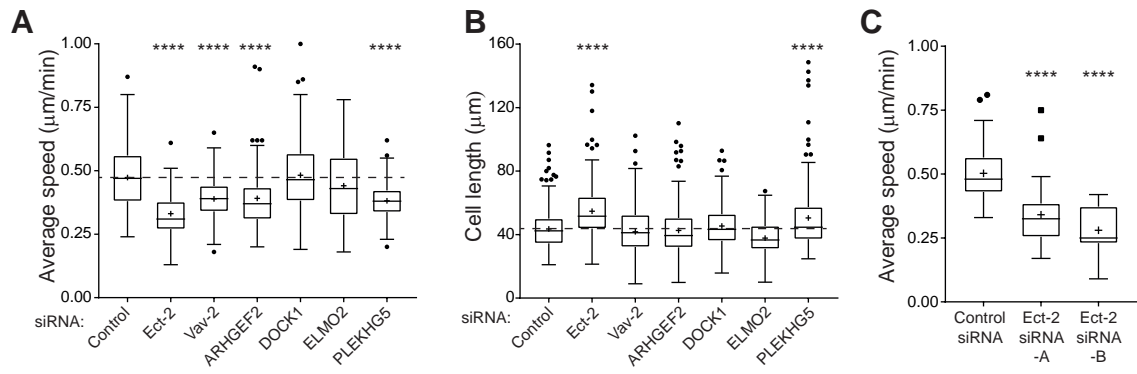 A
Average speed (μm/min)
1.00
0.75
0.50
0.25
0.00
****
****
****
****
siRNA:
Control
Ect-2
Vav-2
ARHGEF2
DOCK1
ELMO2
PLEKHG5
B
Cell length (μm)
160
120
80
40
0
****
****
siRNA:
Control
Ect-2
Vav-2
ARHGEF2
DOCK1
ELMO2
PLEKHG5
C
Average speed (μm/min)
1.00
0.75
0.50
0.25
0.00
****
****
Control
siRNA
Ect-2
siRNA
-A
Ect-2
siRNA
-B